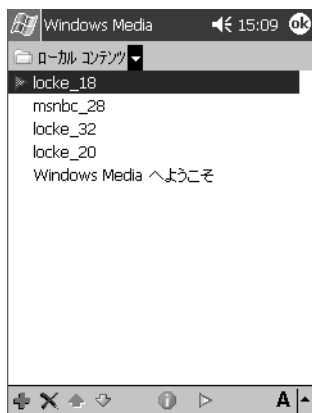 Windows Media 15:09 ok
ローカル コンテンツ
locke_18
msnbc_28
locke_32
locke_20
Windows Media へようこそ
A